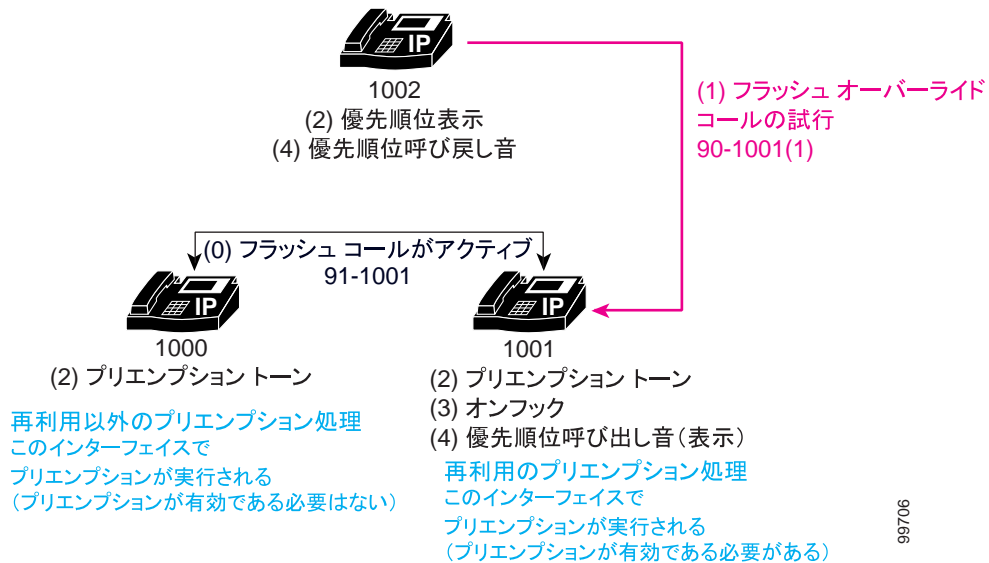 IP
1002
(2) 優先順位表示
(4) 優先順位呼び戻し音
(1) フラッシュ オーバーライド
コールの試行
90-1001(1)
(0) フラッシュ コールがアクティブ
91-1001
IP
1000
(2) プリエンプション トーン
再利用以外のプリエンプション処理
このインターフェイスで
プリエンプションが実行される
（プリエンプションが有効である必要はない）
IP
1001
(2) プリエンプション トーン
(3) オンフック
(4) 優先順位呼び出し音（表示）
再利用のプリエンプション処理
このインターフェイスで
プリエンプションが実行される
（プリエンプションが有効である必要がある）
99706